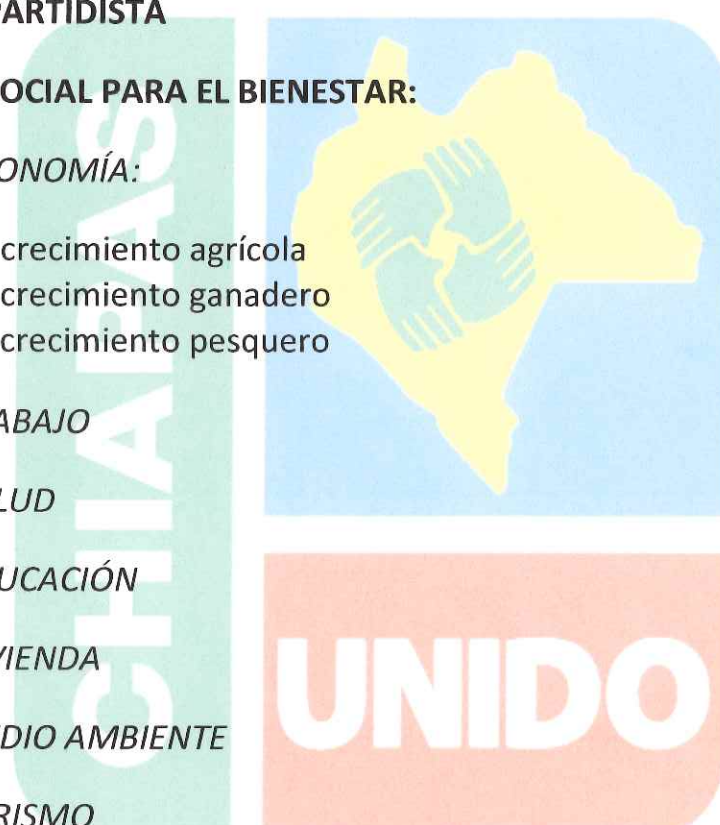 PARTIDISTA
OCIAL PARA EL BIENESTAR:
ONOMÍA:
crecimiento agrícola
crecimiento ganadero
crecimiento pesquero
ABAJO
LUD
UCACIÓN
VIENDA
DIO AMBIENTE
RISMO
CHIAPAS
UNIDO